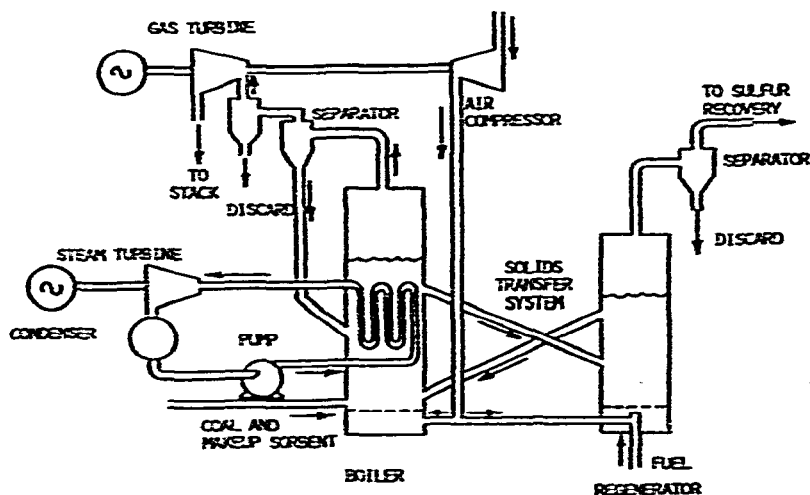 GAS TURBINE
SEPARATOR
AIR
COMPRESSOR
TO SULFUR
RECOVERY
SEPARATOR
TO
STACK
DISCARD
DISCARD
STEAM TURBINE
SOLIDS
TRANSFER
SYSTEM
CONDENSER
PUMP
COAL AND
MAKEUP SORBENT
BOILER
FUEL
REGENERATOR